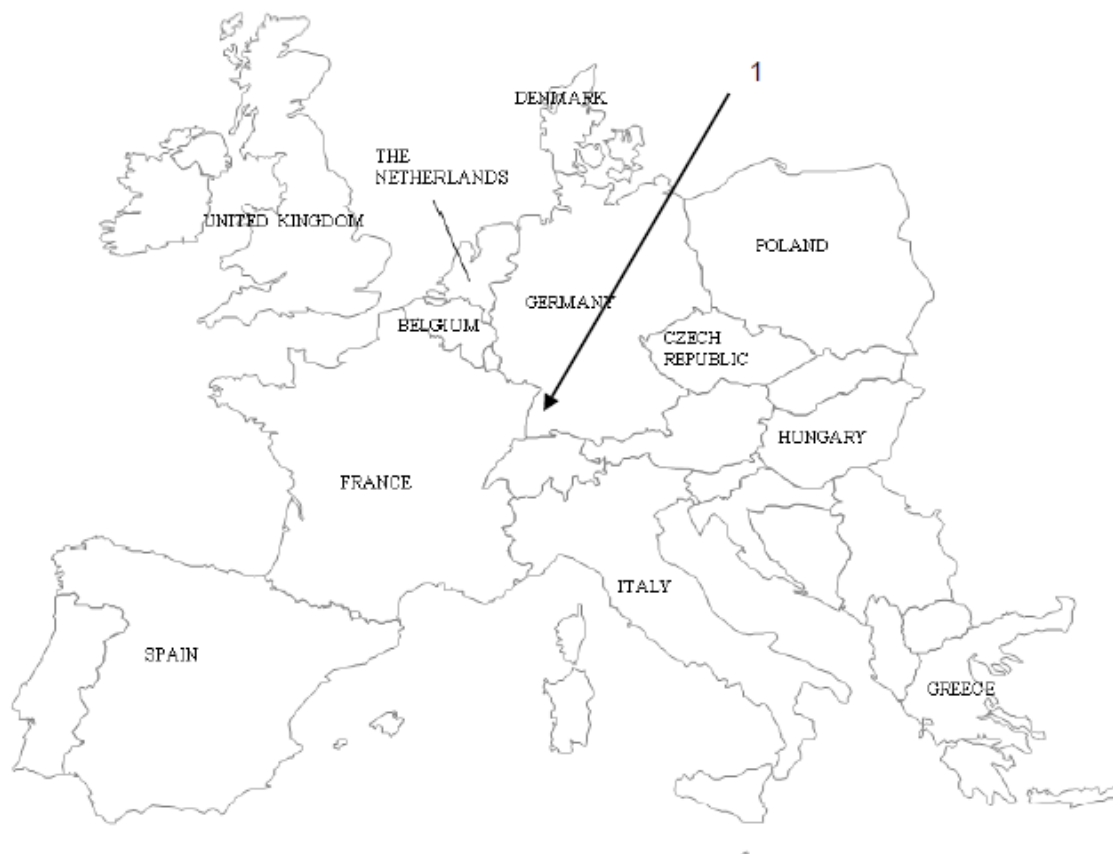 1
DENMARK
THE
NETHERLANDS
UNITED KINGDOM
POLAND
GERMANY
BELGIUM
CZECH
REPUBLIC
HUNGARY
FRANCE
ITALY
SPAIN
GREECE